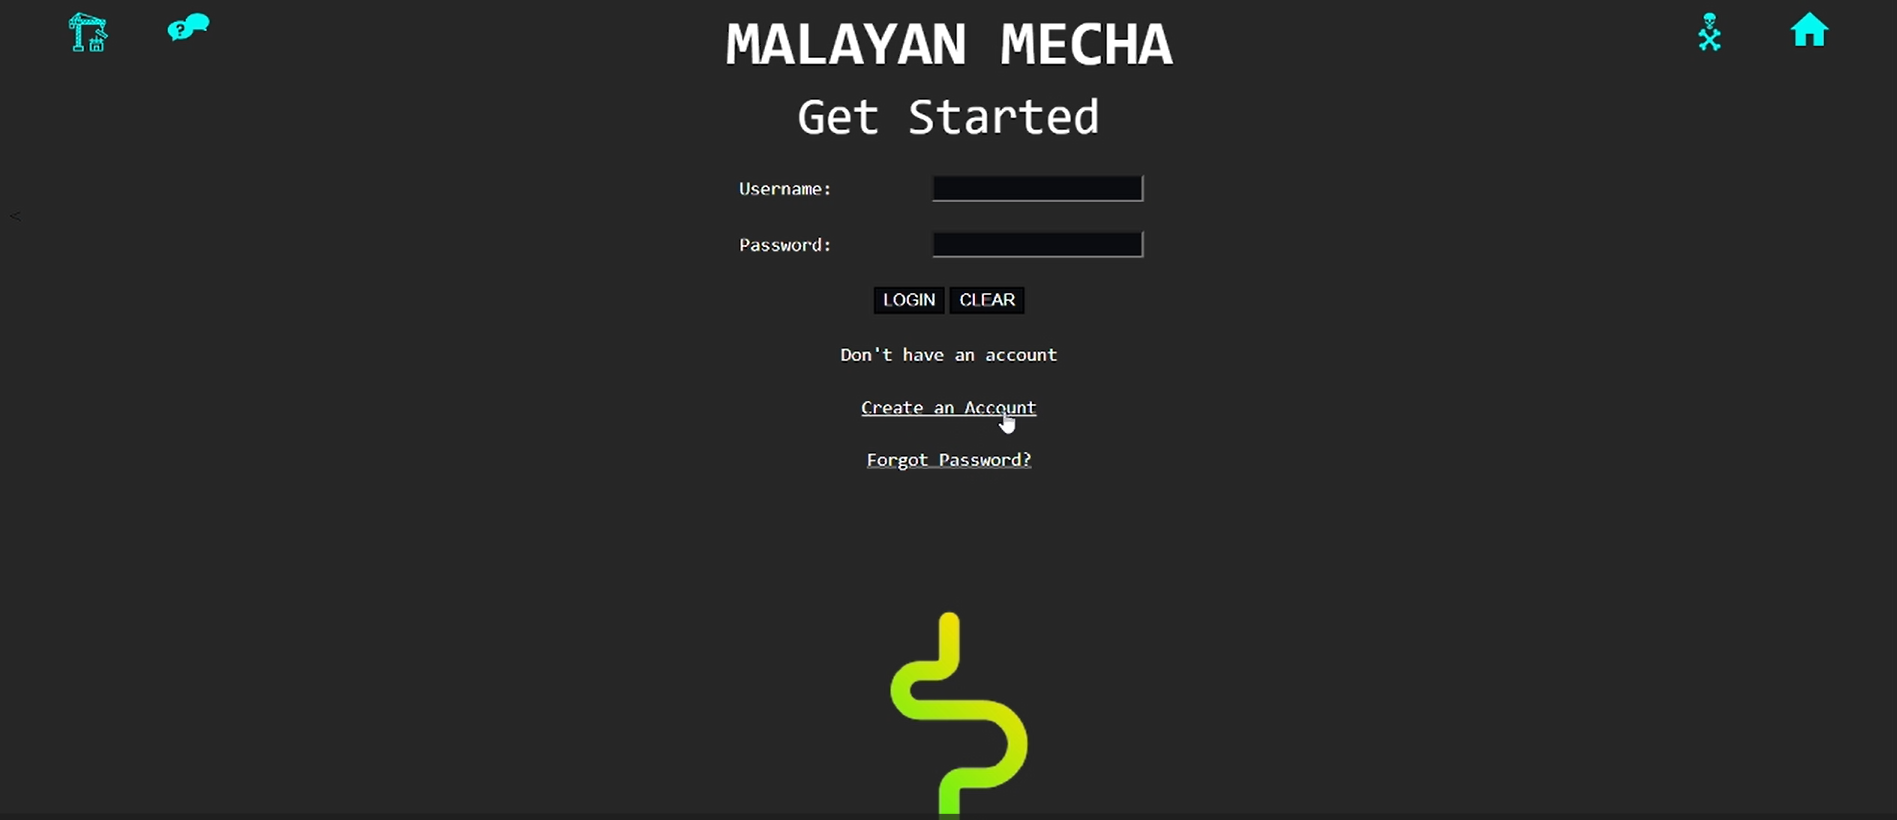 MALAYAN MECHA
Get Started
<
Username:
Password:
LOGIN CLEAR
Don't have an account
Create an Account
Forgot Password?